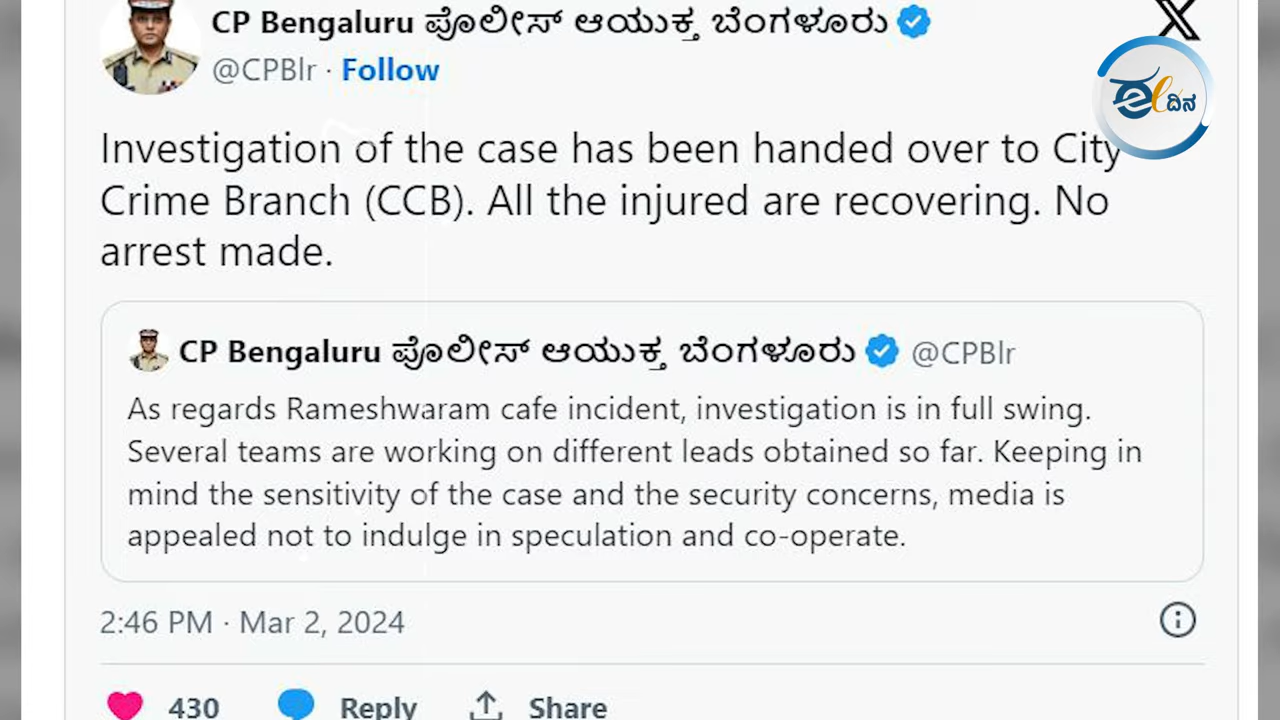 CP Bengaluru ಪೊಲೀಸ್ ಆಯುಕ್ತ ಬೆಂಗಳೂರು
@CPBlr · Follow
eಲ ದಿನ
Investigation of the case has been handed over to City
Crime Branch (CCB). All the injured are recovering. No
arrest made.
CP Bengaluru ಪೊಲೀಸ್ ಆಯುಕ್ತ ಬೆಂಗಳೂರು @CPBlr
As regards Rameshwaram cafe incident, investigation is in full swing.
Several teams are working on different leads obtained so far. Keeping in
mind the sensitivity of the case and the security concerns, media is
appealed not to indulge in speculation and co-operate.
2:46 PM · Mar 2, 2024
430 Reply Share